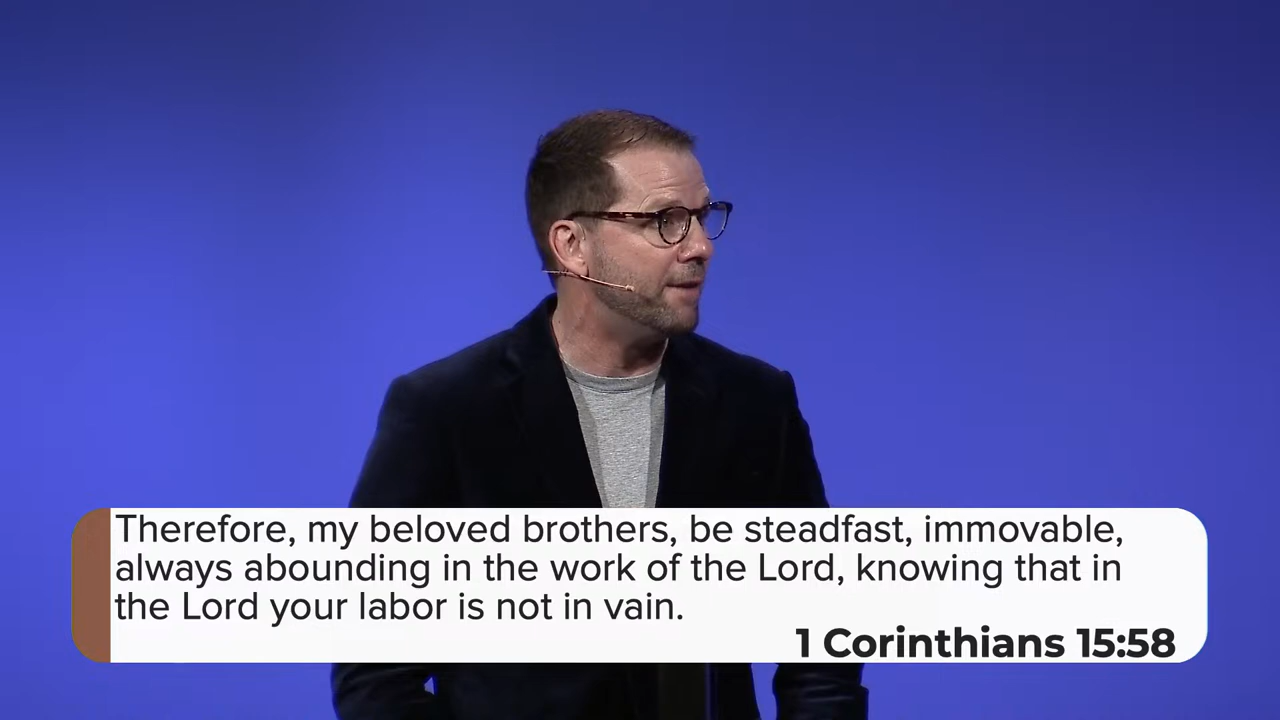 Therefore, my beloved brothers, be steadfast, immovable,
always abounding in the work of the Lord, knowing that in
the Lord your labor is not in vain.
1 Corinthians 15:58